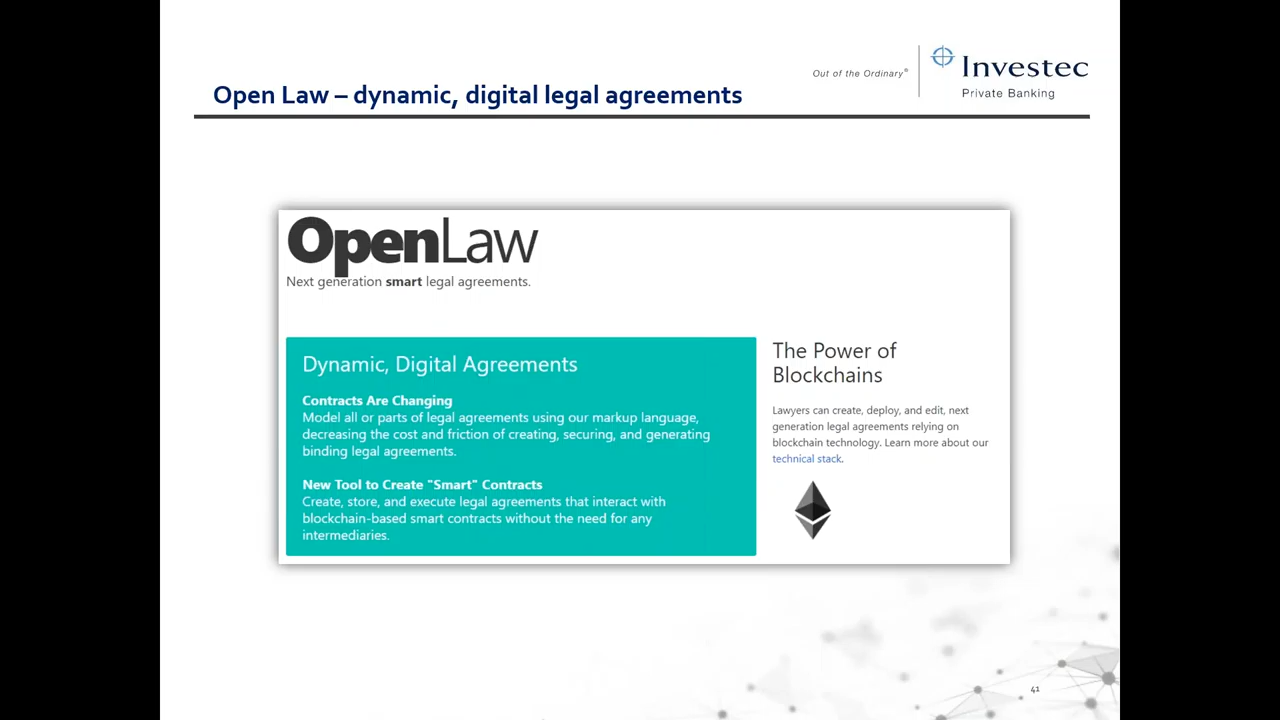 Out of the Ordinary®
Investec
Private Banking
Open Law – dynamic, digital legal agreements
OpenLaw
Next generation smart legal agreements.
Dynamic, Digital Agreements
Contracts Are Changing
Model all or parts of legal agreements using our markup language,
decreasing the cost and friction of creating, securing, and generating
binding legal agreements.
New Tool to Create "Smart" Contracts
Create, store, and execute legal agreements that interact with
blockchain-based smart contracts without the need for any
intermediaries.
The Power of
Blockchains
Lawyers can create, deploy, and edit, next
generation legal agreements relying on
blockchain technology. Learn more about our
technical stack.
41